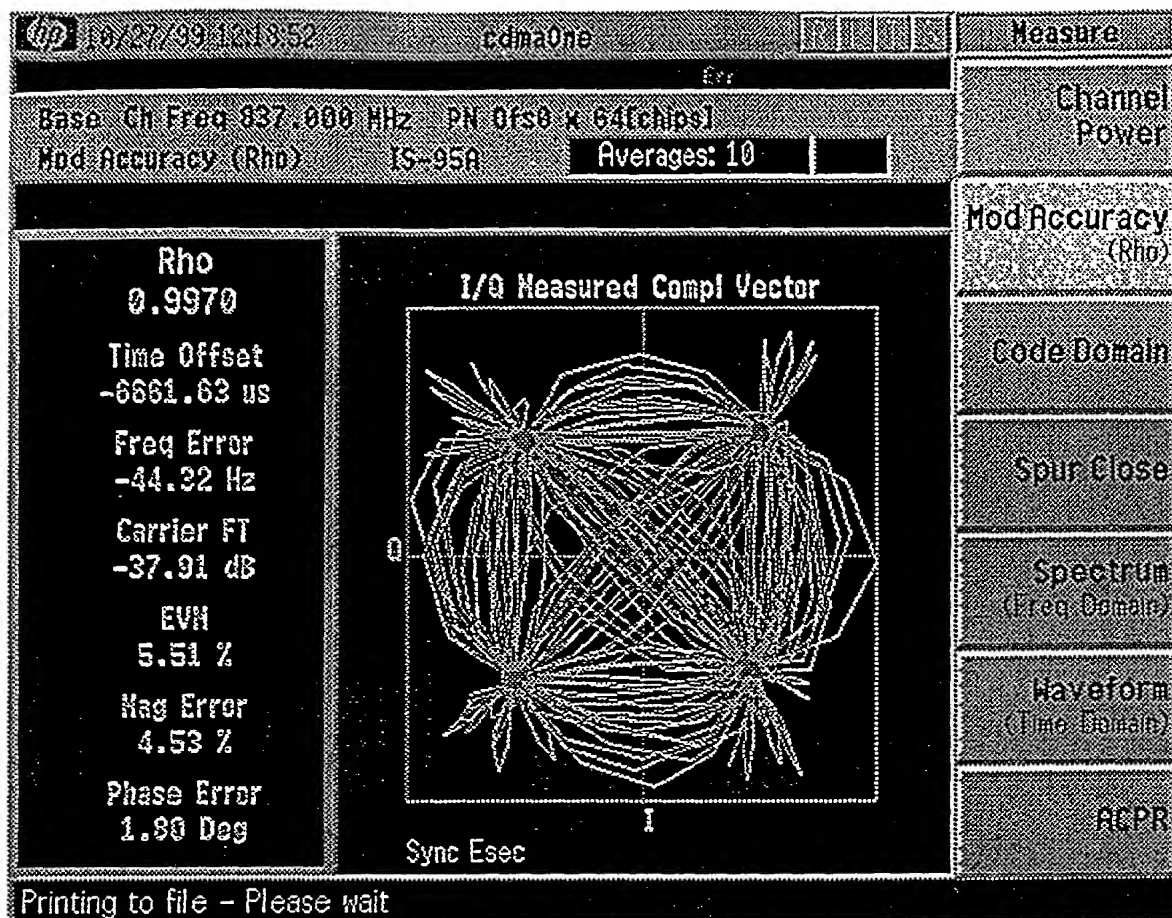 hp 10/27/99 12:18:52 cdmaOne Measure
Err
Base Ch Freq 837.000 MHz PN Ofs0 x 64[chips]
Mod Accuracy (Rho) IS-95A Averages: 10
Rho
0.9970
Time Offset
-6661.63 us
Freq Error
-44.32 Hz
Carrier FT
-37.91 dB
EVM
5.51 %
Mag Error
4.53 %
Phase Error
1.80 Deg
I/Q Measured Compl Vector
Q
I
Sync Esec
Channel
Power
Mod Accuracy
(Rho)
Code Domain
Spur Close
Spectrum
(Freq Domain)
Waveform
(Time Domain)
ACPR
Printing to file - Please wait